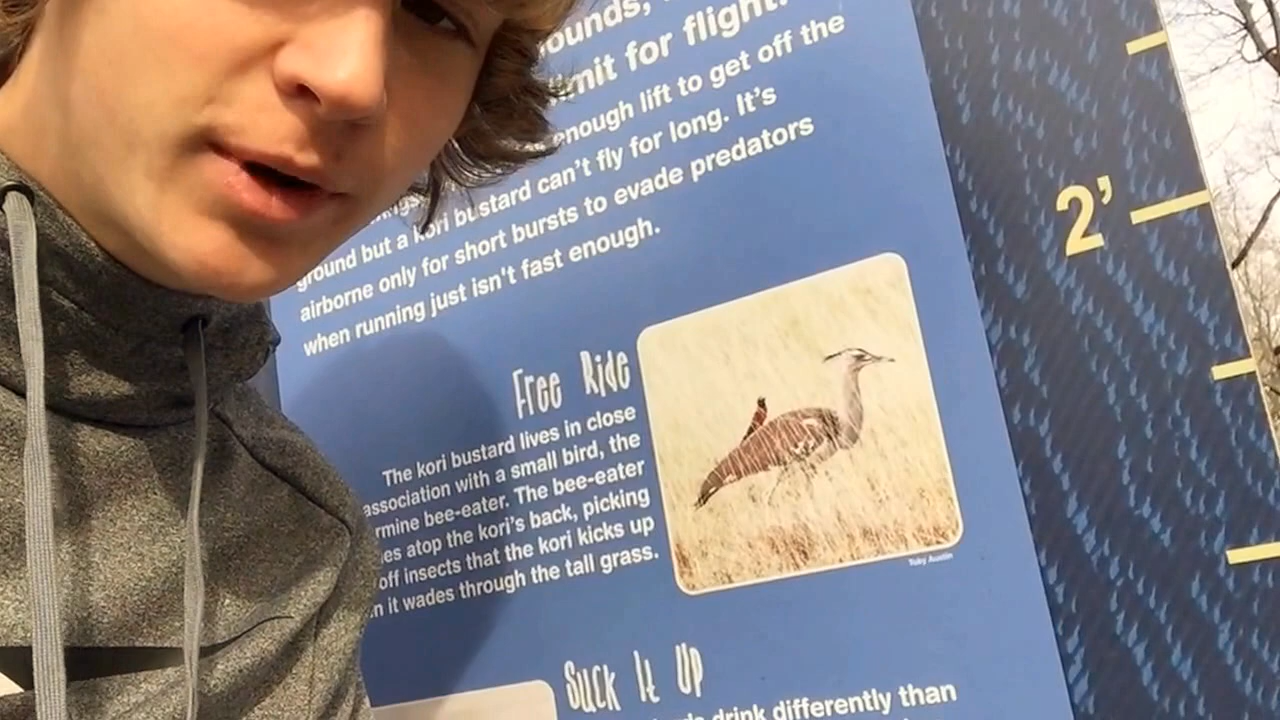 ounds,
mit for flight.
enough lift to get off the
ground but a kori bustard can't fly for long. It's
airborne only for short bursts to evade predators
when running just isn't fast enough.
Free Ride
The kori bustard lives in close
association with a small bird, the
rmine bee-eater. The bee-eater
es atop the kori's back, picking
off insects that the kori kicks up
n it wades through the tall grass.
Toby Austin
Suck It Up
drink differently than
2'